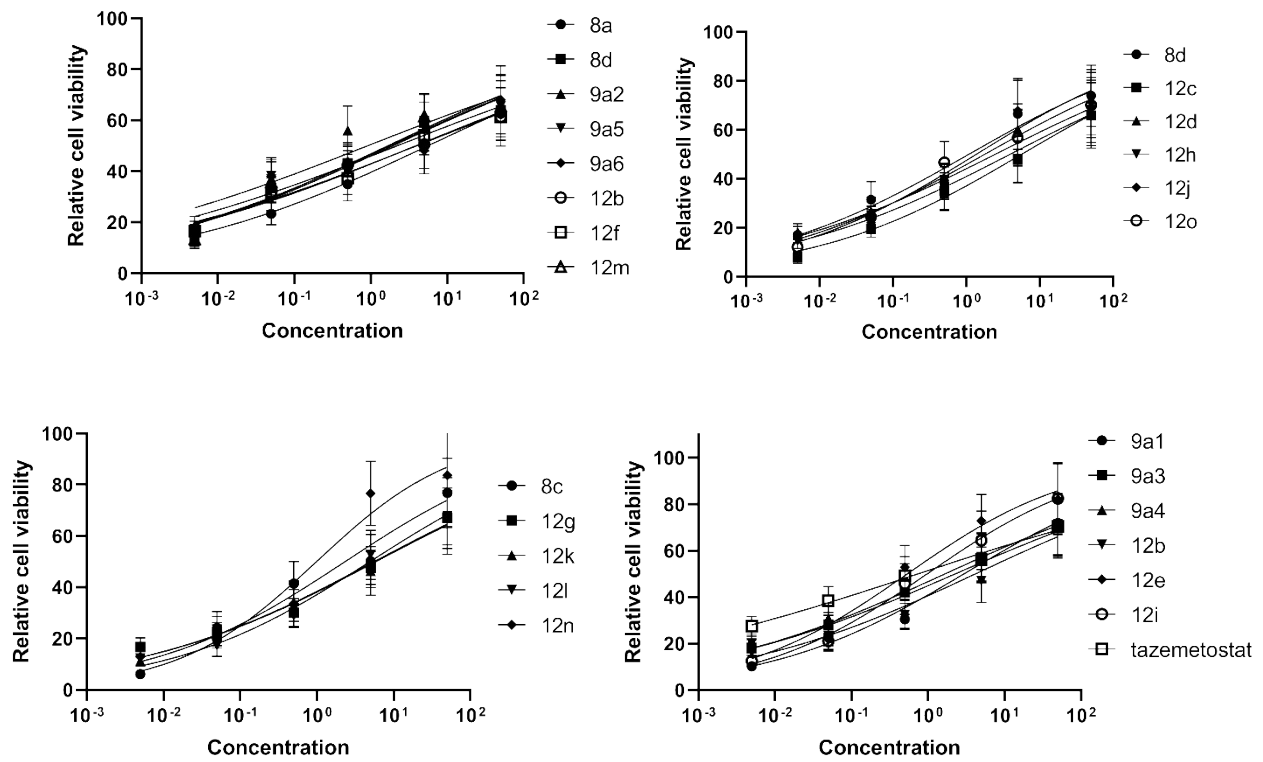 Relative cell viability
100
80
60
40
20
0
10-3
10-2
10-1
100
101
102
Concentration
8a
8d
9a2
9a5
9a6
12b
12f
12m
Relative cell viability
100
80
60
40
20
0
10-3
10-2
10-1
100
101
102
Concentration
8d
12c
12d
12h
12j
12o
Relative cell viability
100
80
60
40
20
0
10-3
10-2
10-1
100
101
102
Concentration
8c
12g
12k
12l
12n
Relative cell viability
100
80
60
40
20
0
10-3
10-2
10-1
100
101
102
Concentration
9a1
9a3
9a4
12b
12e
12i
tazemetostat